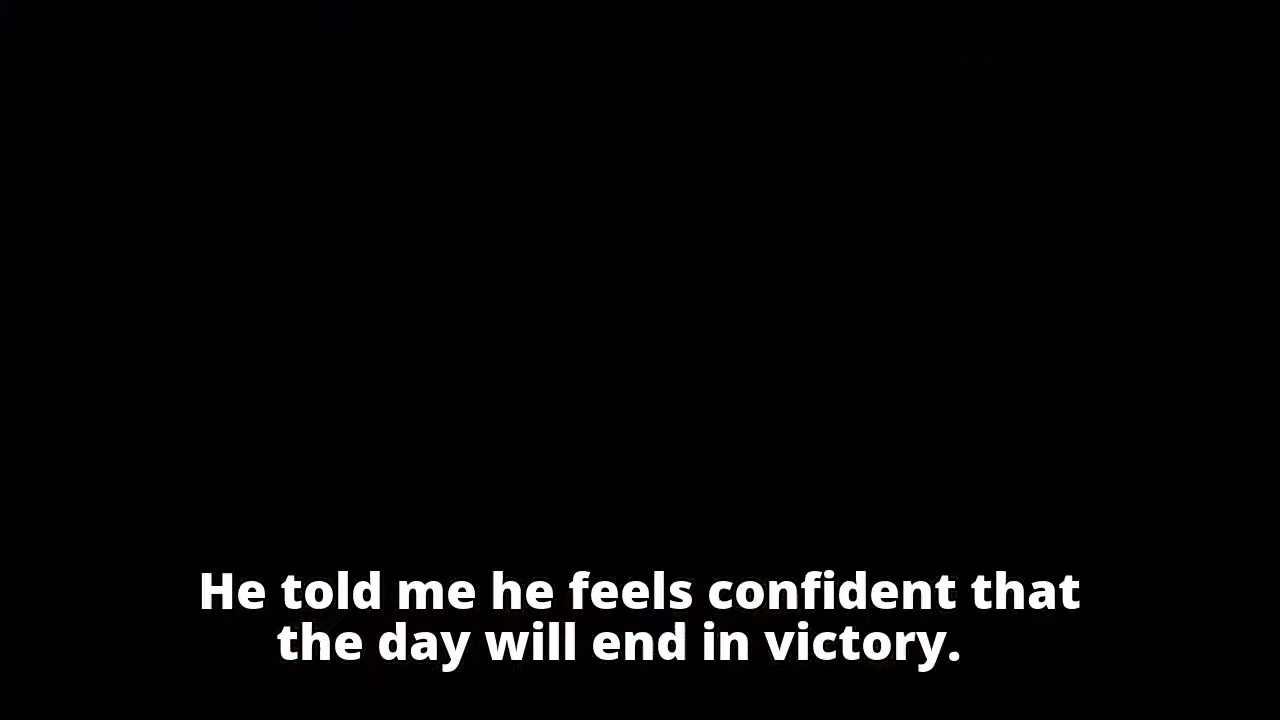 He told me he feels confident that
the day will end in victory.